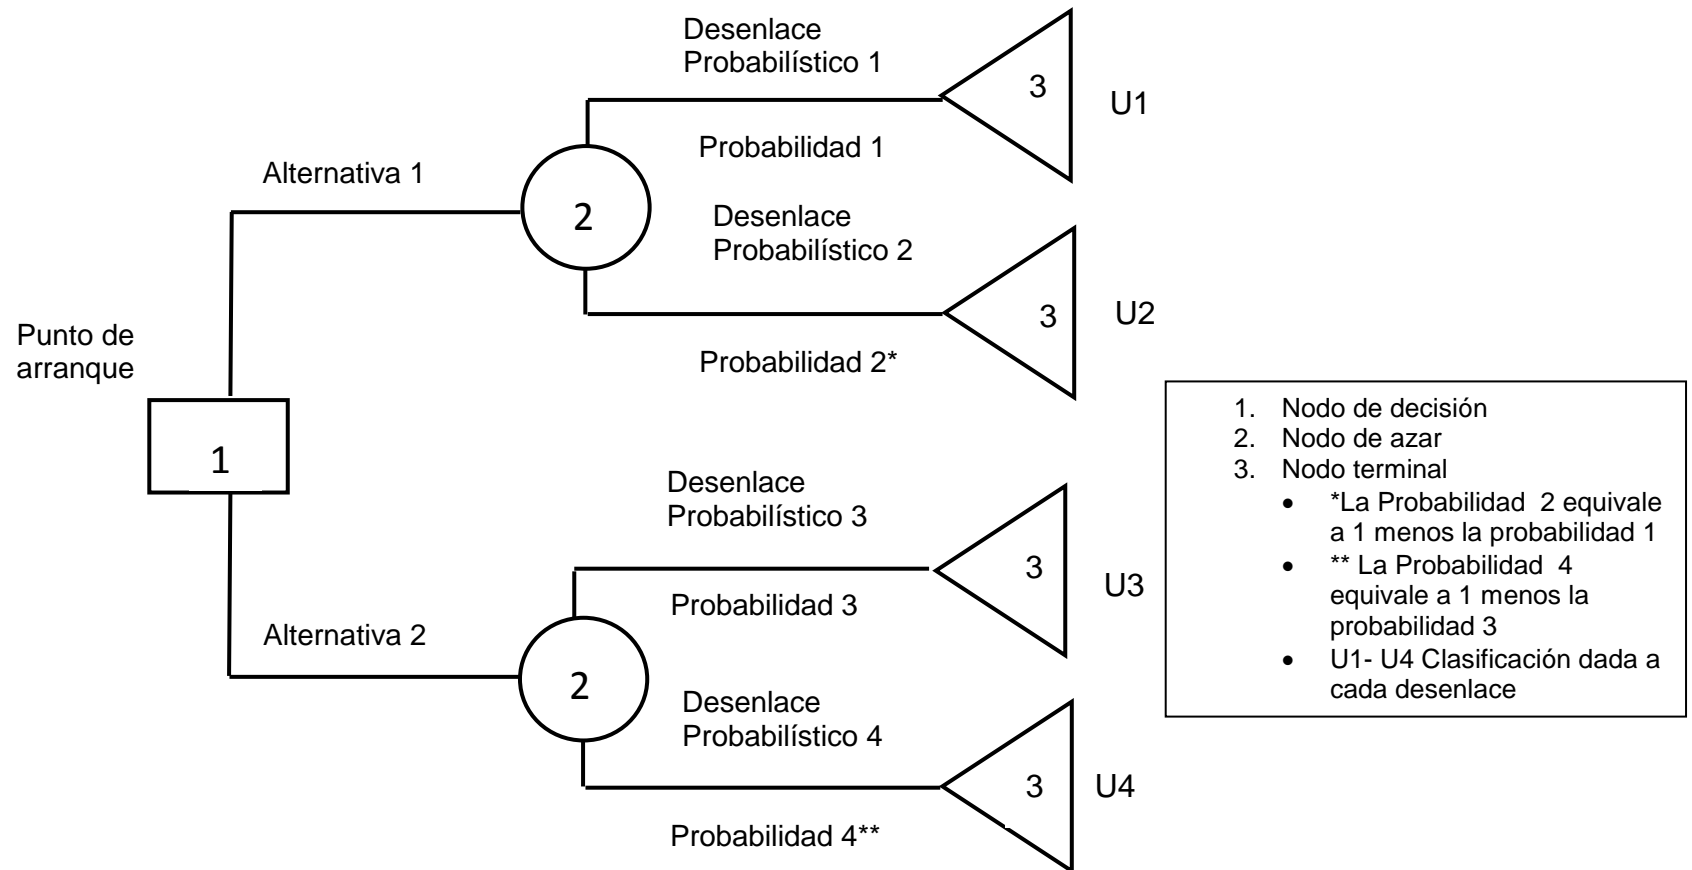 Desenlace
Probabilístico 1
3
U1
Probabilidad 1
Alternativa 1
2
Desenlace
Probabilístico 2
3
U2
Probabilidad 2*
Punto de
arranque
1
Desenlace
Probabilístico 3
3
U3
Probabilidad 3
Alternativa 2
2
Desenlace
Probabilístico 4
3
U4
Probabilidad 4**
1. Nodo de decisión
2. Nodo de azar
3. Nodo terminal
• *La Probabilidad 2 equivale
a 1 menos la probabilidad 1
• ** La Probabilidad 4
equivale a 1 menos la
probabilidad 3
• U1- U4 Clasificación dada a
cada desenlace